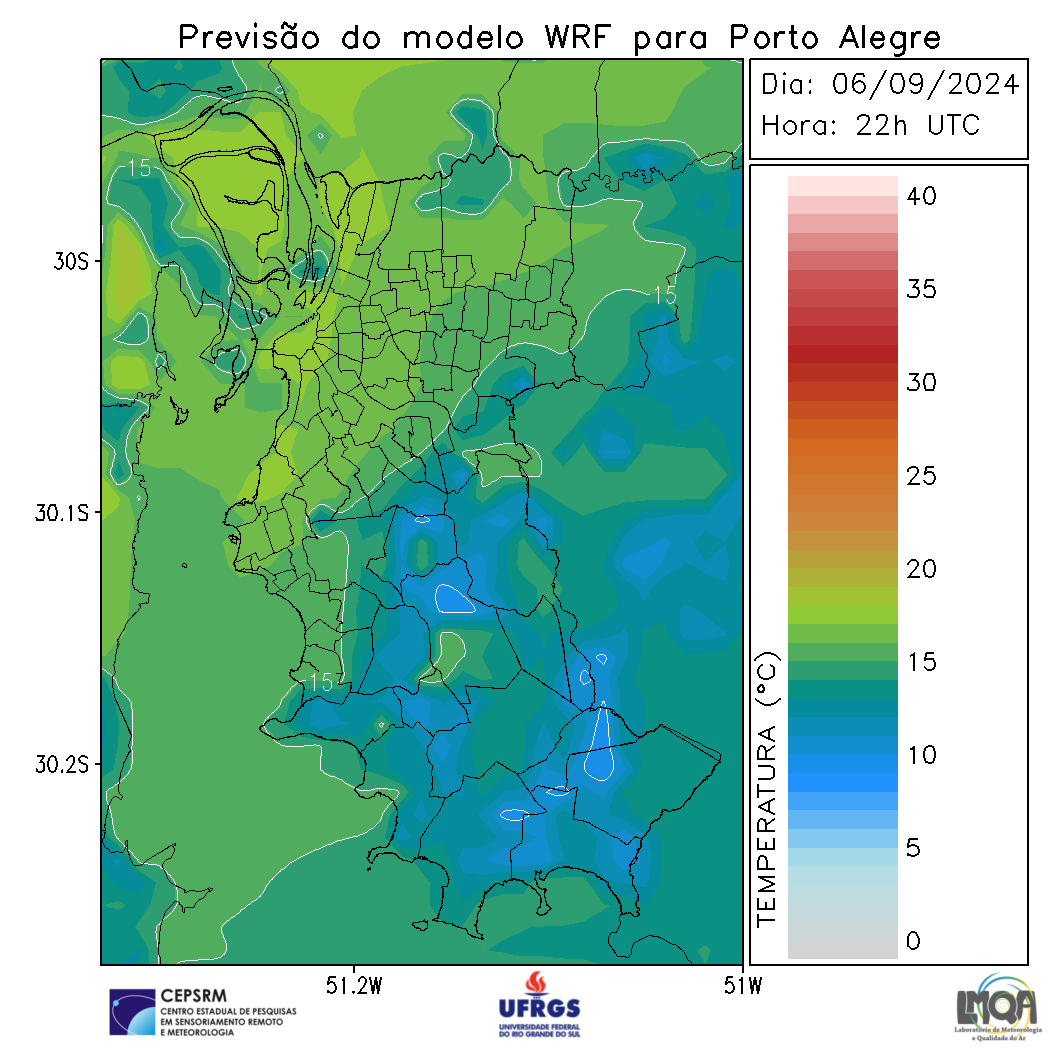 Previsão do modelo WRF para Porto Alegre
Dia: 06/09/2024
Hora: 22h UTC
15
15
15
30S
30.1S
30.2S
51.2W
51W
TEMPERATURA (°C)
40
35
30
25
20
15
10
5
0
CEPSRM
CENTRO ESTADUAL DE PESQUISAS
EM SENSORIAMENTO REMOTO
E METEOROLOGIA
UFRGS
UNIVERSIDADE FEDERAL
DO RIO GRANDE DO SUL
LMQA
Laboratório de Meteorologia
e Qualidade do Ar